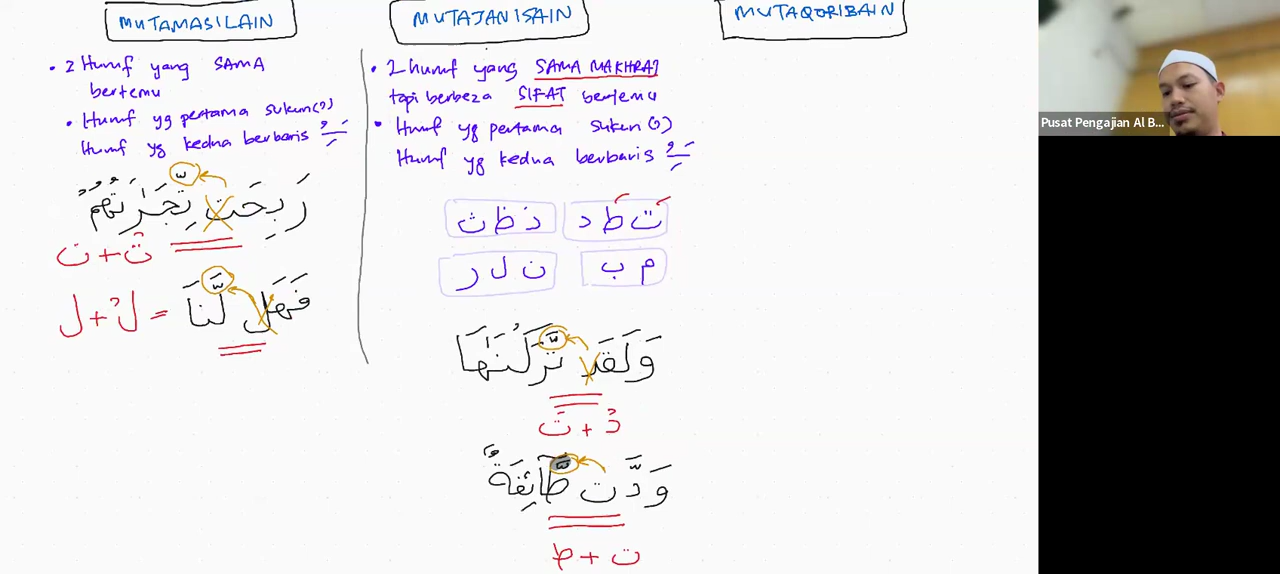 MUTAMASILAIN
• 2 Huruf yang SAMA
bertemu
• Huruf yg pertama sukun(ْ)
Huruf yg kedua berbaris ـَِـُ
رَبِحَت تِّجَـٰرَتُهُمۡ
تۡ + ت
فَهَل لَّنَا = لۡ + ل
MUTAJANISAIN
• 2 huruf yang SAMA MAKHRAJ
tapi berbeza SIFAT bertemu
• Huruf yg pertama sukun (ْ)
Huruf yg kedua berbaris ـَِـُ
ت ط د
ذ ظ ث
م ب
ن ل ر
وَلَقَد تَّرَكۡنَـٰهَا
دۡ + تَ
وَدَّت طَّآئِفَةٌ
ت + ط
MUTAQORIBAIN
Pusat Pengajian Al B...